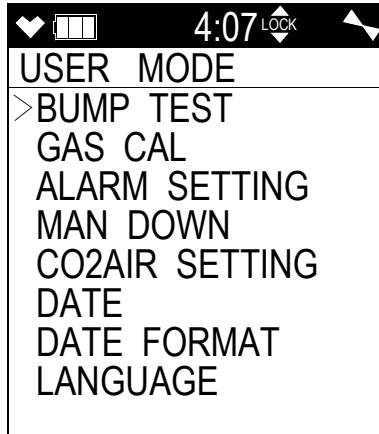 4:07 LOCK
USER MODE
>BUMP TEST
GAS CAL
ALARM SETTING
MAN DOWN
CO2AIR SETTING
DATE
DATE FORMAT
LANGUAGE